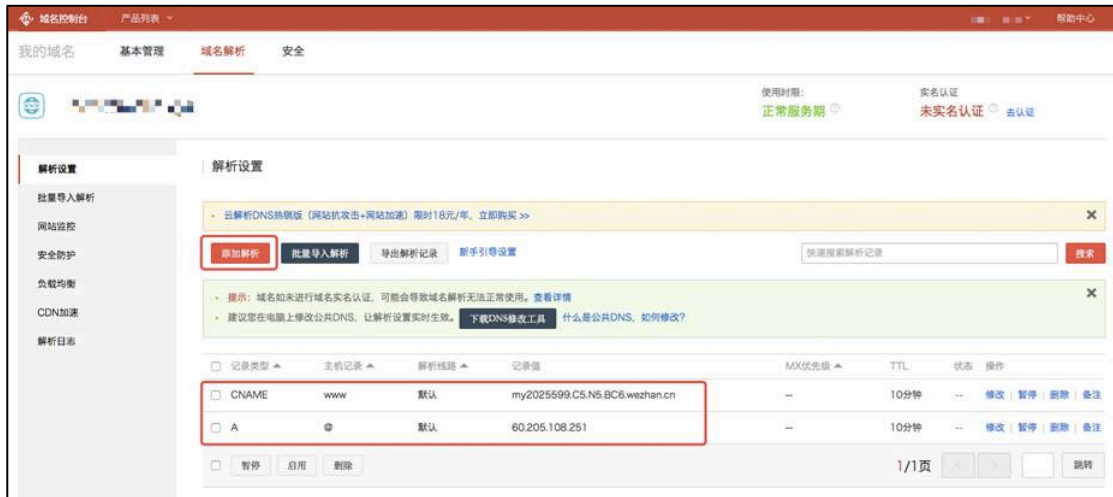 域名控制台 产品列表 帮助中心
我的域名 基本管理 域名解析 安全
使用时限: 实名认证
正常服务期 未实名认证 去认证
解析设置 解析设置
批量导入解析
云解析DNS热销版（网站抗攻击+网站加速）限时18元/年，立即购买 >>
网站监控
安全防护 添加解析 批量导入解析 导出解析记录 新手引导设置 快速搜索解析记录 搜索
负载均衡
提示：域名如未进行域名实名认证，可能会导致域名解析无法正常使用。查看详情
CDN加速
建议您在电脑上修改公共DNS，让解析设置实时生效。 下载DNS修改工具 什么是公共DNS，如何修改?
解析日志
记录类型 主机记录 解析线路 记录值 MX优先级 TTL 状态 操作
CNAME www 默认 my2025599.C5.N5.BC6.wezhan.cn -- 10分钟 -- 修改 | 暂停 | 删除 | 备注
A @ 默认 60.205.108.251 -- 10分钟 -- 修改 | 暂停 | 删除 | 备注
暂停 启用 删除 1/1页 < > 跳转